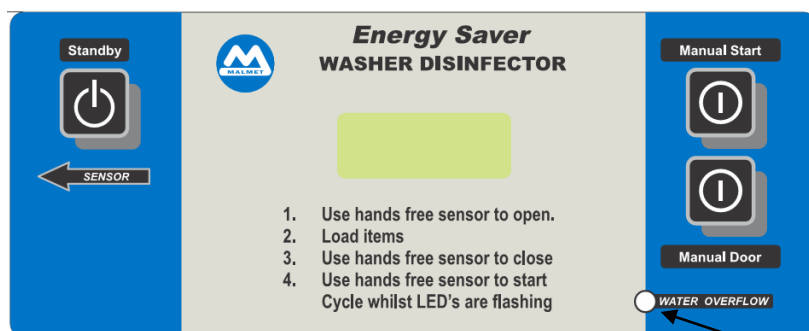 Standby
SENSOR
MALMET
Energy Saver
WASHER DISINFECTOR
1. Use hands free sensor to open.
2. Load items
3. Use hands free sensor to close
4. Use hands free sensor to start
Cycle whilst LED's are flashing
Manual Start
Manual Door
WATER OVERFLOW